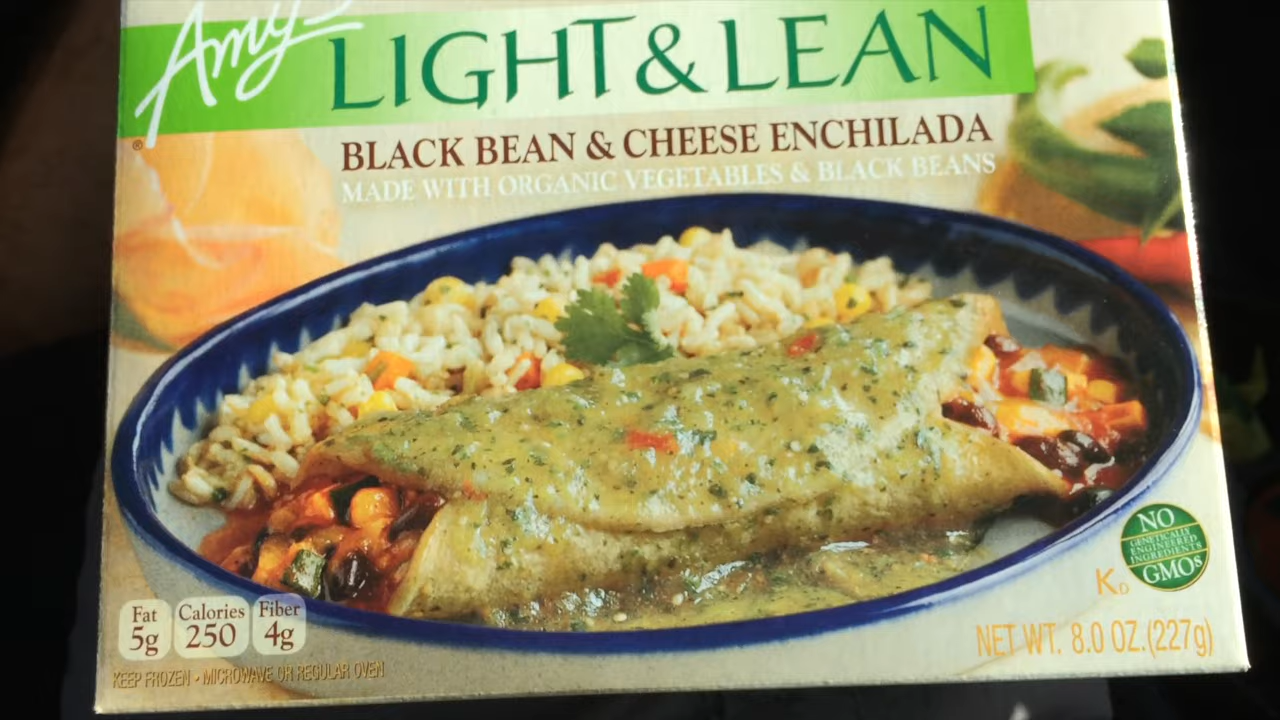 Amy's
LIGHT & LEAN
BLACK BEAN & CHEESE ENCHILADA
MADE WITH ORGANIC VEGETABLES & BLACK BEANS
NO
GENETICALLY
ENGINEERED
INGREDIENTS
GMOs
KD
Fat
5g
Calories
250
Fiber
4g
NET WT. 8.0 OZ.(227g)
KEEP FROZEN • MICROWAVE OR REGULAR OVEN